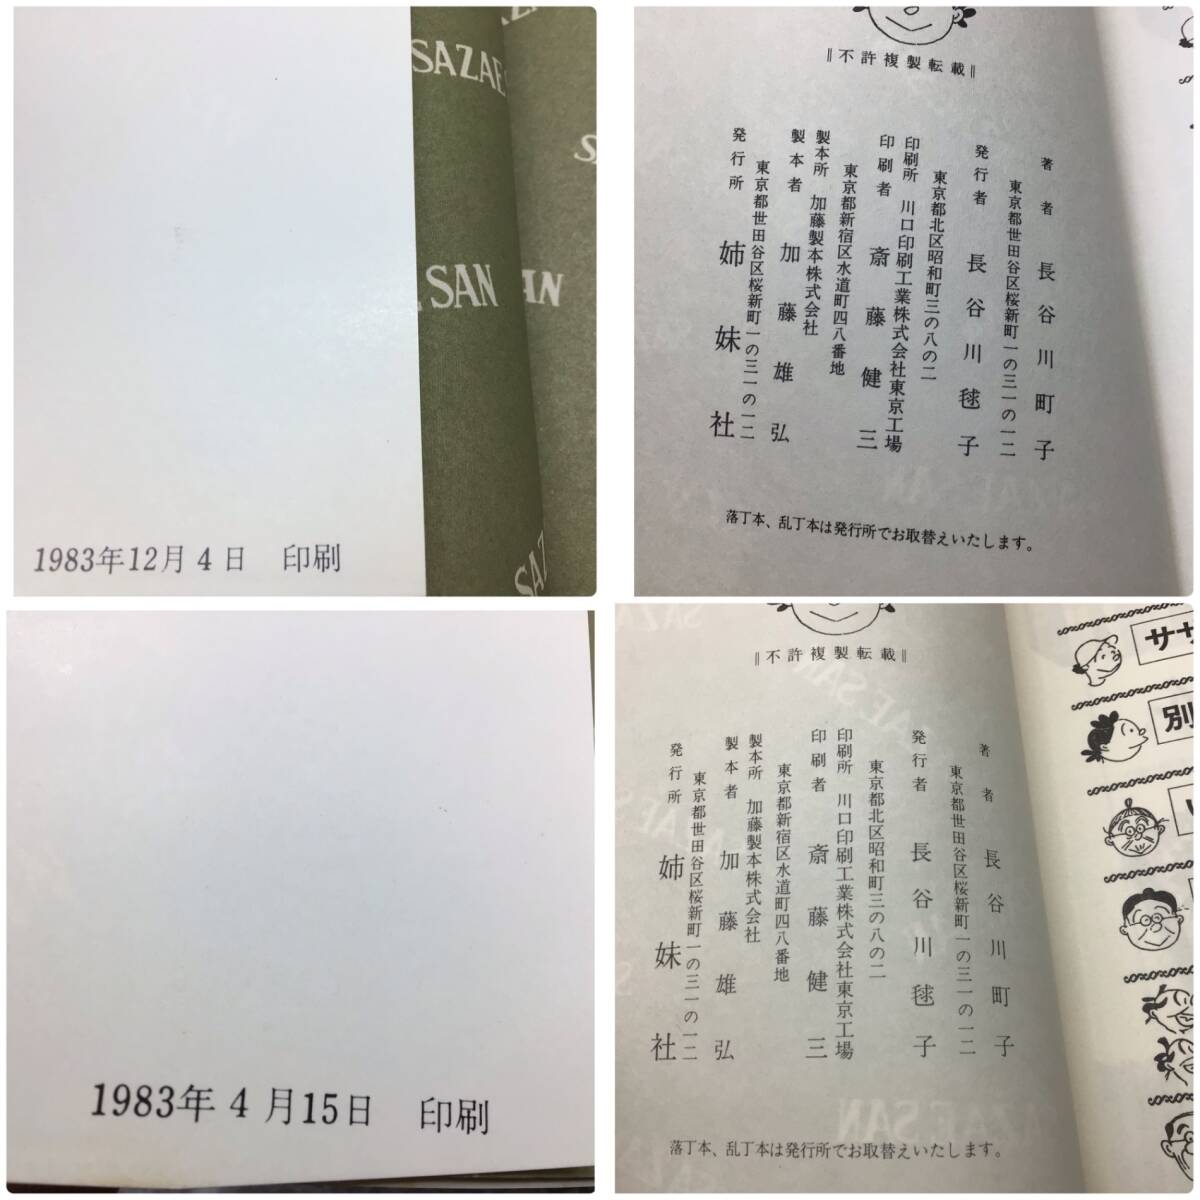 SAZAE
SAN
AN
1983年12月4日 印刷
不許複製転載
著者 長谷川町子
東京都世田谷区桜新町一の三一の一二
発行者 長谷川毬子
東京都北区昭和町三の八の二
印刷所 川口印刷工業株式会社東京工場
印刷者 斎藤健三
東京都新宿区水道町四八番地
製本所 加藤製本株式会社
製本者 加藤雄弘
東京都世田谷区桜新町一の三一の一二
発行所 姉妹社
落丁本、乱丁本は発行所でお取替えいたします。
1983年4月15日 印刷
不許複製転載
著者 長谷川町子
東京都世田谷区桜新町一の三一の一二
発行者 長谷川毬子
東京都北区昭和町三の八の二
印刷所 川口印刷工業株式会社東京工場
印刷者 斎藤健三
東京都新宿区水道町四八番地
製本所 加藤製本株式会社
製本者 加藤雄弘
東京都世田谷区桜新町一の三一の一二
発行所 姉妹社
落丁本、乱丁本は発行所でお取替えいたします。
サザ
別